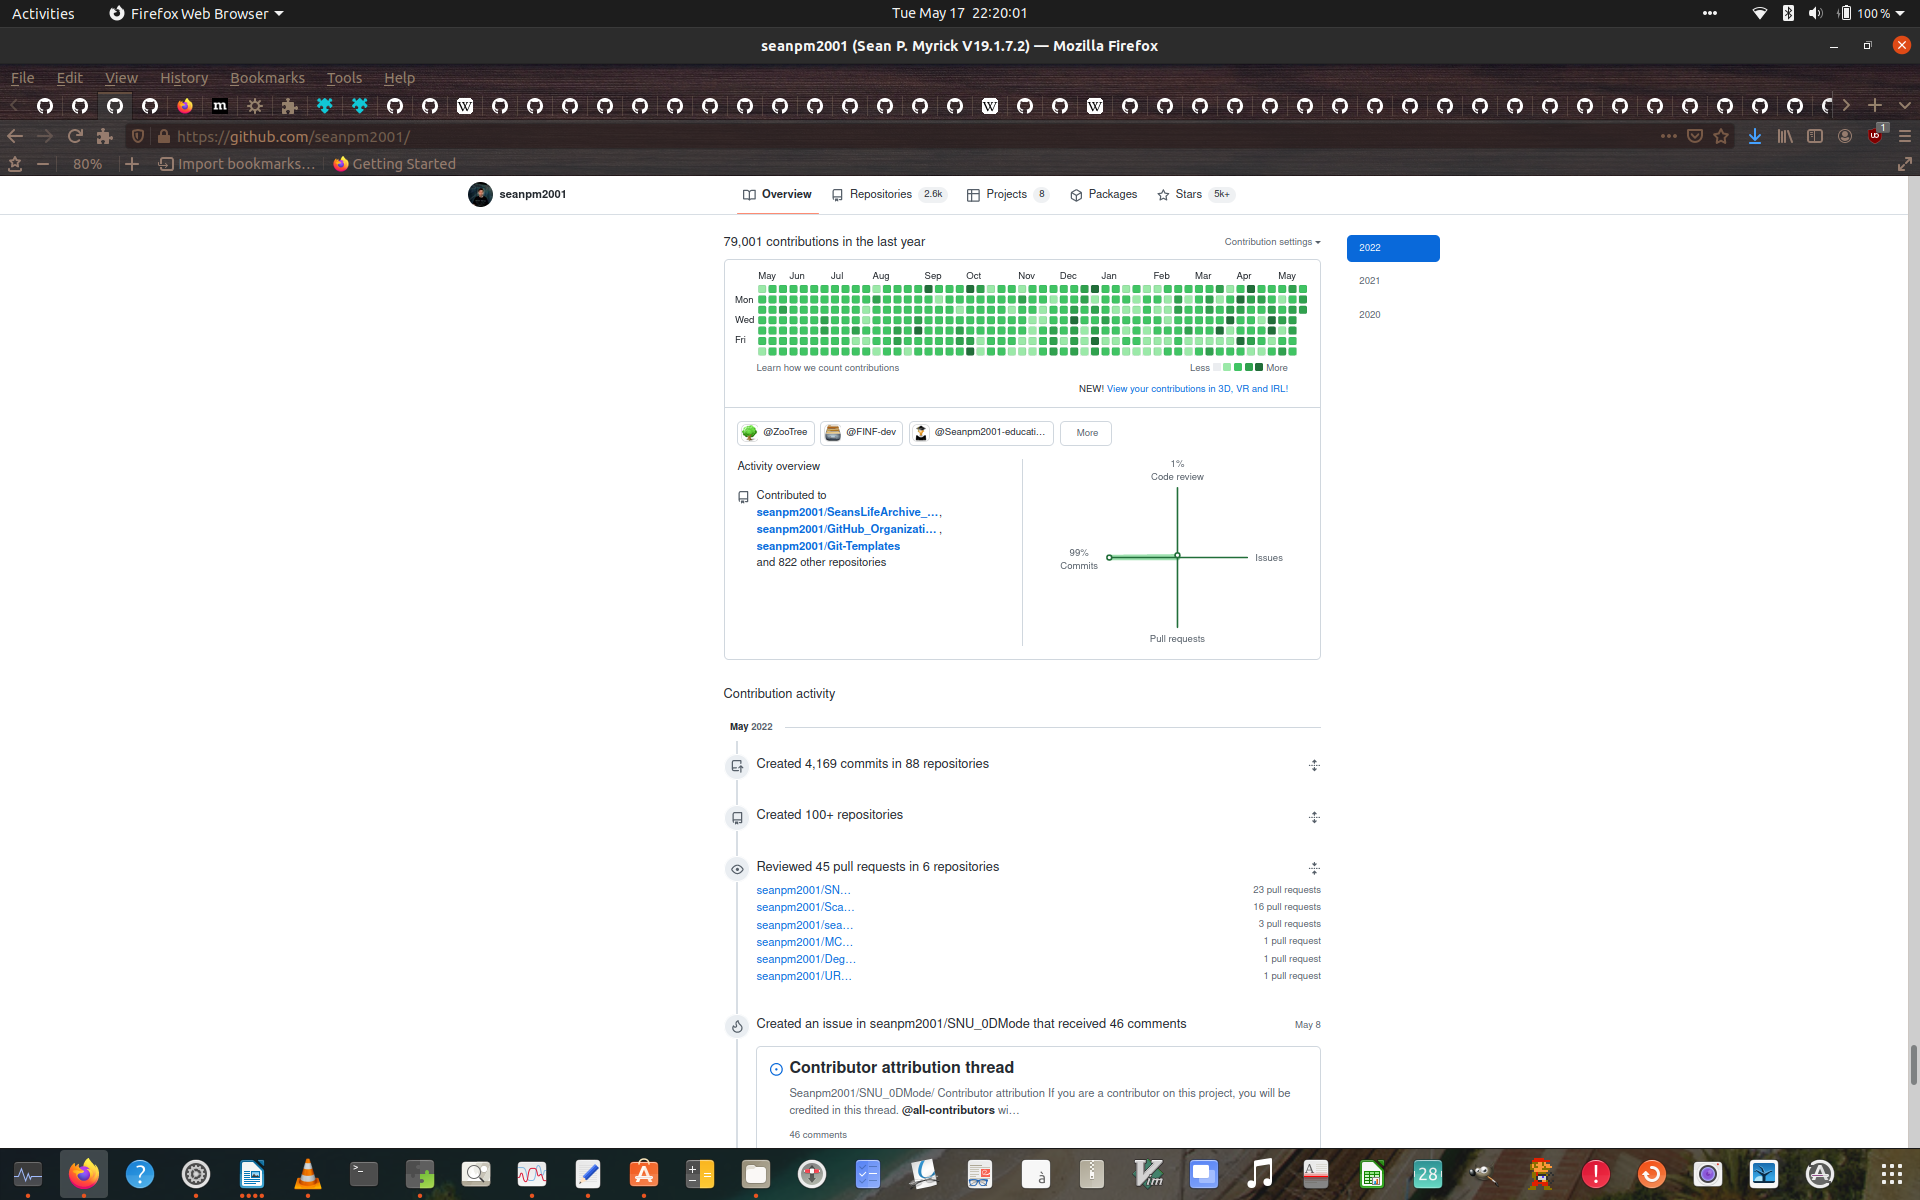 Activities
Firefox Web Browser
Tue May 17 22:20:01
100 %
seanpm2001 (Sean P. Myrick V19.1.7.2) — Mozilla Firefox
File Edit View History Bookmarks Tools Help
https://github.com/seanpm2001/
1
80%
Import bookmarks...
Getting Started
seanpm2001
Overview
Repositories 2.6k
Projects 8
Packages
Stars 5k+
79,001 contributions in the last year
Contribution settings
2022
2021
2020
May Jun Jul Aug Sep Oct Nov Dec Jan Feb Mar Apr May
Mon
Wed
Fri
Learn how we count contributions
Less More
NEW! View your contributions in 3D, VR and IRL!
@ZooTree
@FINF-dev
@Seanpm2001-educati...
More
Activity overview
Contributed to
seanpm2001/SeansLifeArchive_... ,
seanpm2001/GitHub_Organizati... ,
seanpm2001/Git-Templates
and 822 other repositories
1%
Code review
99%
Commits
Issues
Pull requests
Contribution activity
May 2022
Created 4,169 commits in 88 repositories
Created 100+ repositories
Reviewed 45 pull requests in 6 repositories
seanpm2001/SN... 23 pull requests
seanpm2001/Sca... 16 pull requests
seanpm2001/sea... 3 pull requests
seanpm2001/MC... 1 pull request
seanpm2001/Deg... 1 pull request
seanpm2001/UR... 1 pull request
Created an issue in seanpm2001/SNU_0DMode that received 46 comments
May 8
Contributor attribution thread
Seanpm2001/SNU_0DMode/ Contributor attribution If you are a contributor on this project, you will be
credited in this thread. @all-contributors wi...
46 comments
28